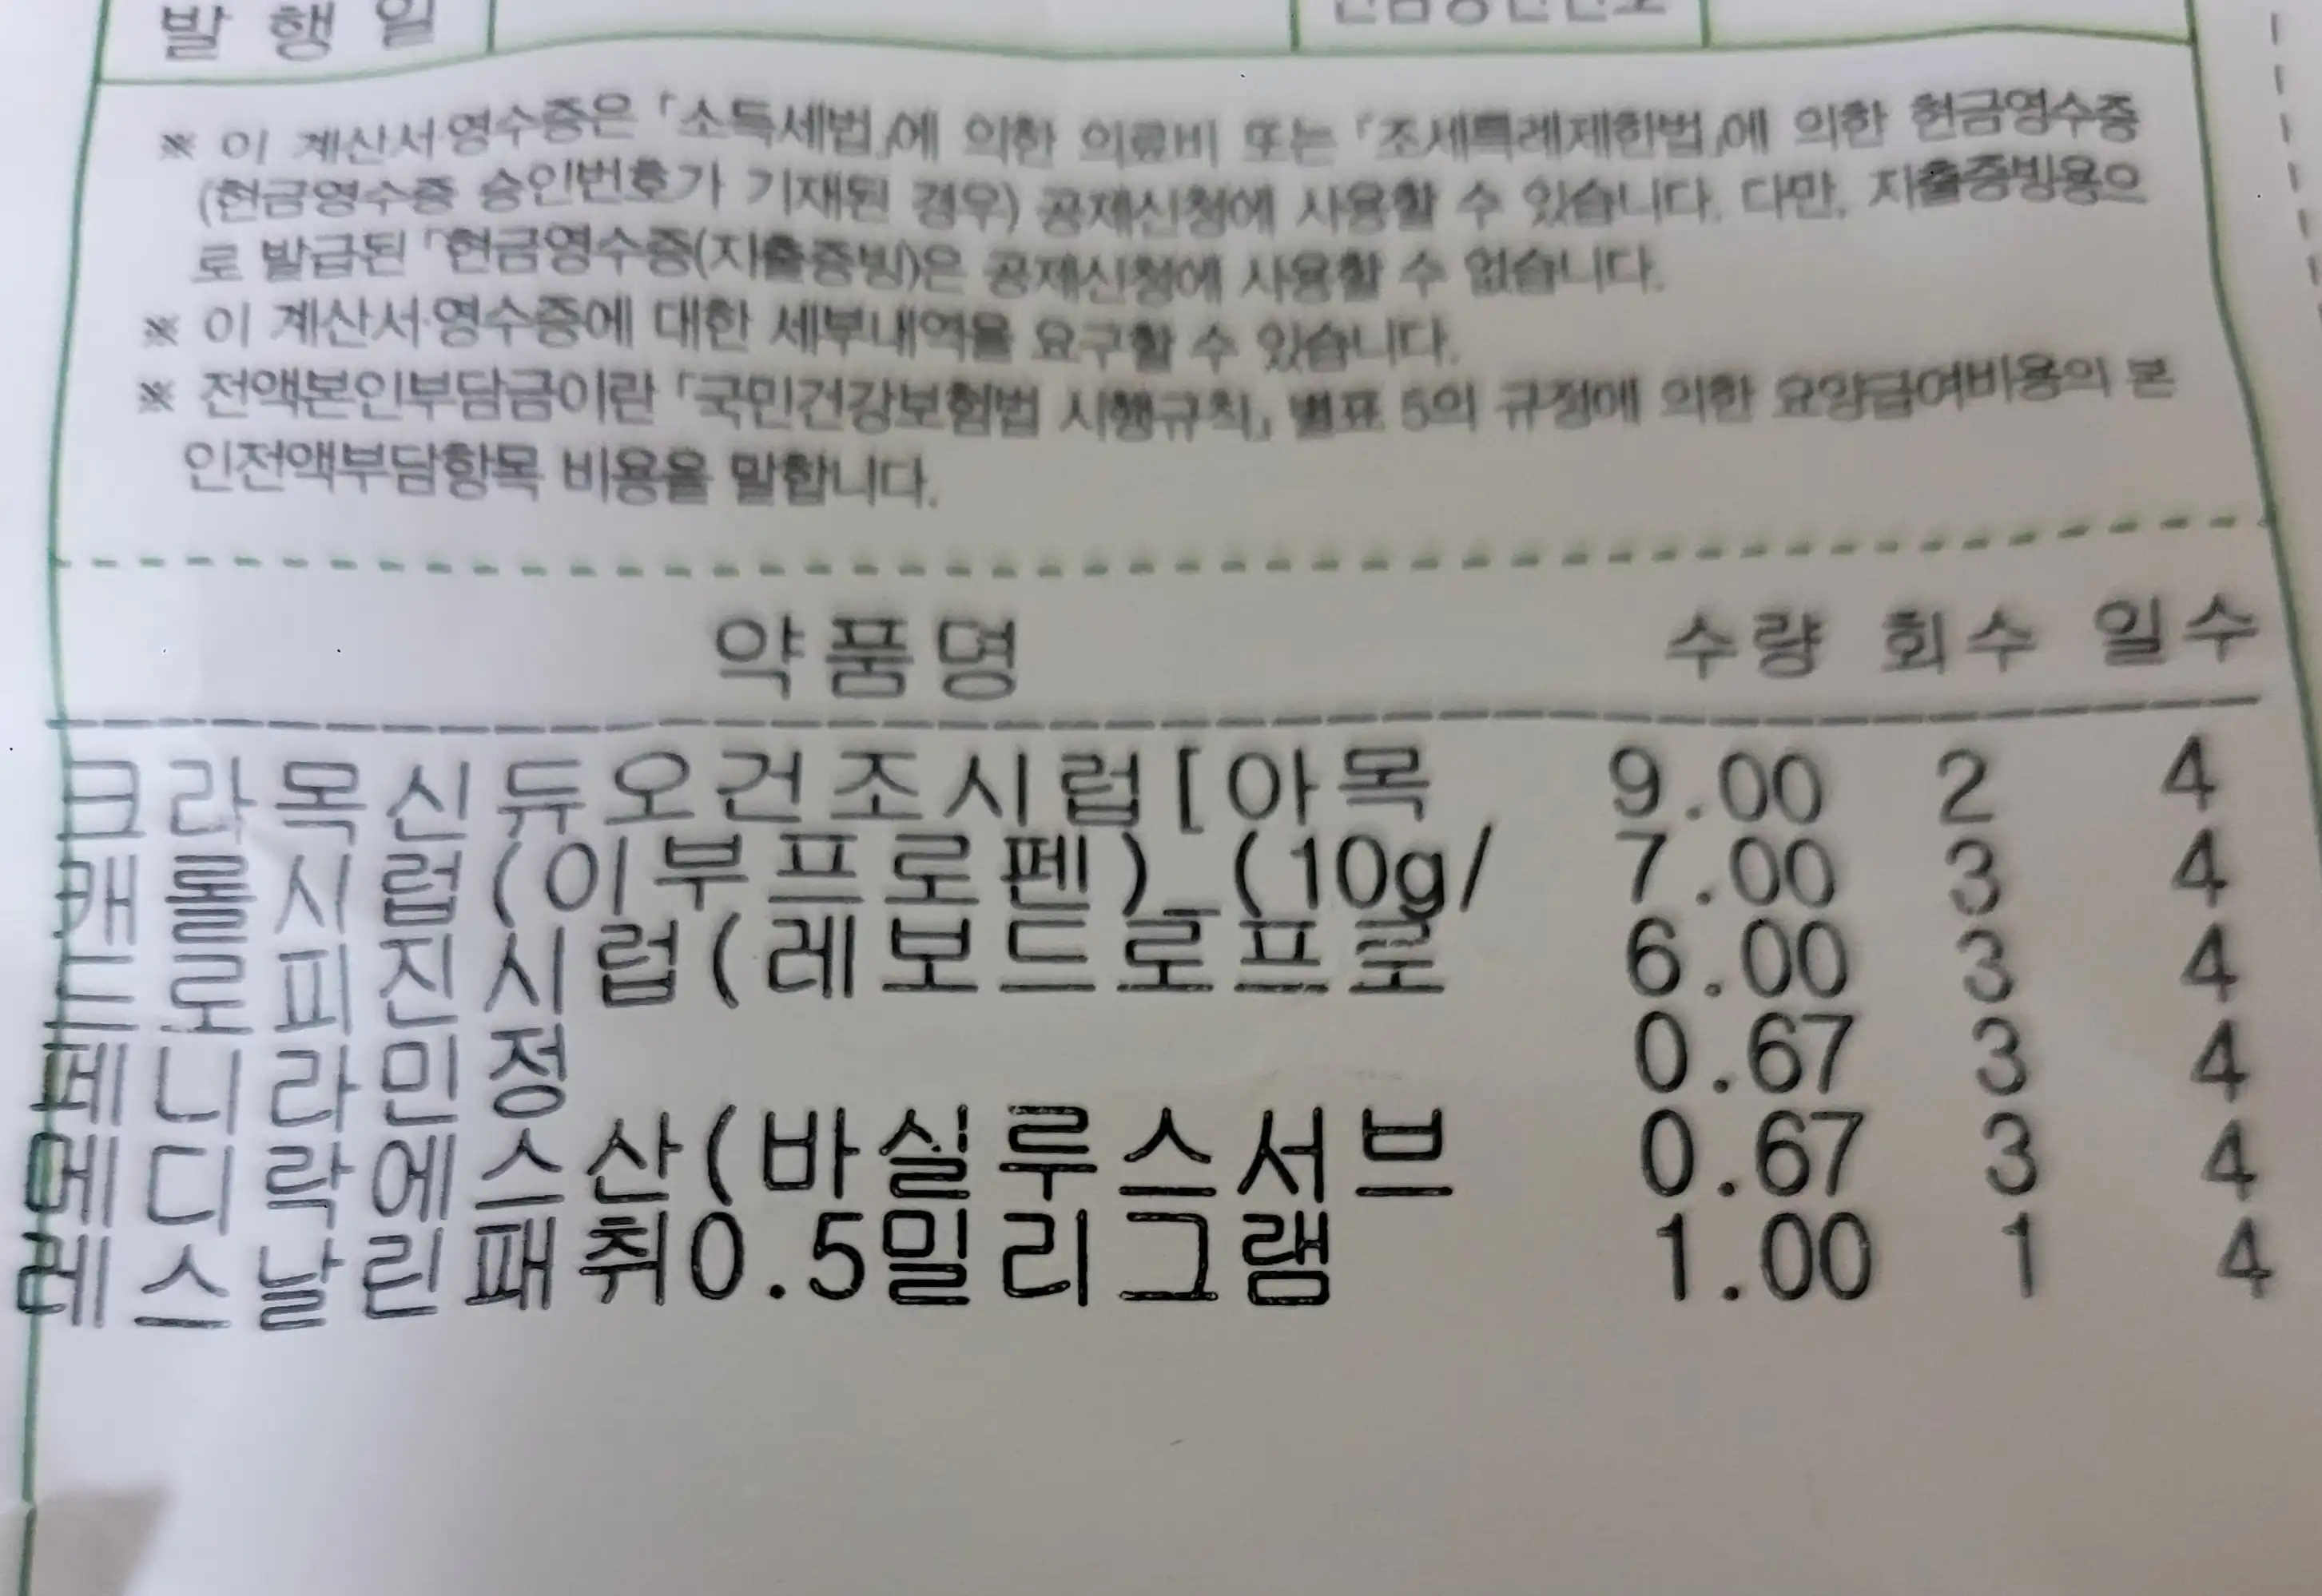 발 행 일
※ 이 계산서·영수증은 「소득세법」에 의한 의료비 또는 「조세특례제한법」에 의한 현금영수증
(현금영수증 승인번호가 기재된 경우) 공제신청에 사용할 수 있습니다. 다만, 지출증빙용으
로 발급된 「현금영수증(지출증빙)은 공제신청에 사용할 수 없습니다.
※ 이 계산서·영수증에 대한 세부내역을 요구할 수 있습니다.
※ 전액본인부담금이란 「국민건강보험법 시행규칙」 별표 5의 규정에 의한 요양급여비용의 본
인전액부담항목 비용을 말합니다.
약품명 수량 회수 일수
크라목신듀오건조시럽[아목 9.00 2 4
캐롤시럽(이부프로펜)_(10g/ 7.00 3 4
드로피진시럽(레보드로프로 6.00 3 4
페니라민정 0.67 3 4
메디락에스산(바실루스서브 0.67 3 4
레스날린패취0.5밀리그램 1.00 1 4